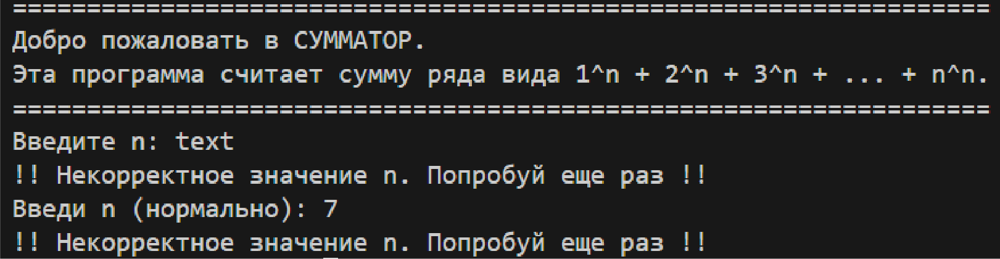 ==================================================================
Добро пожаловать в СУММАТОР.
Эта программа считает сумму ряда вида 1^n + 2^n + 3^n + ... + n^n.
==================================================================
Введите n: text
!! Некорректное значение n. Попробуй еще раз !!
Введи n (нормально): 7
!! Некорректное значение n. Попробуй еще раз !!